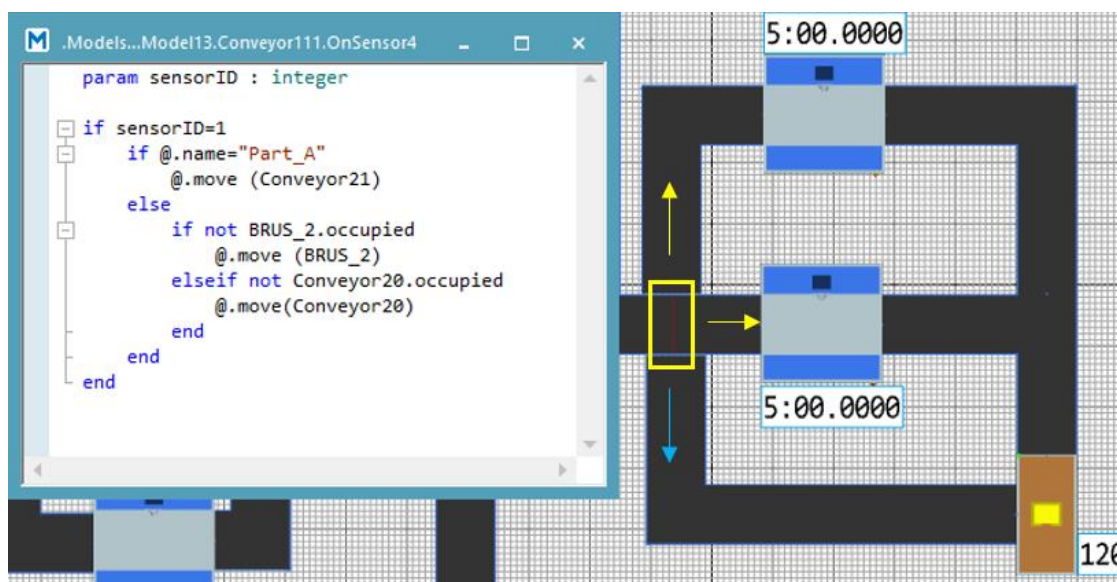 .Models...Model13.Conveyor111.OnSensor4
param sensorID : integer
if sensorID=1
if @.name="Part_A"
@.move (Conveyor21)
else
if not BRUS_2.occupied
@.move (BRUS_2)
elseif not Conveyor20.occupied
@.move(Conveyor20)
end
end
end
5:00.0000
5:00.0000